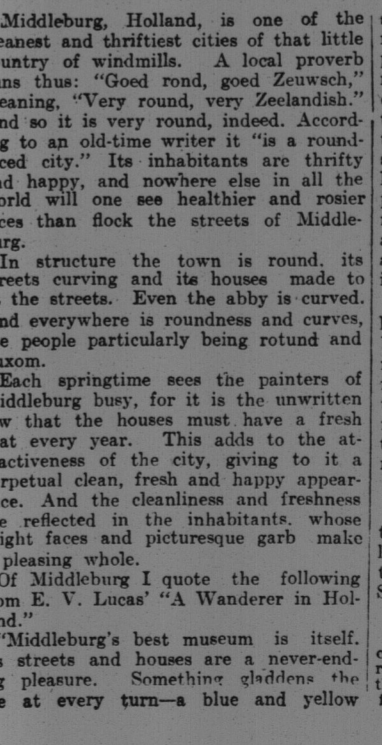 Middleburg, Holland, is one of the
eanest and thriftiest cities of that little
untry of windmills. A local proverb
ns thus: "Goed rond, goed Zeuwsch,"
eaning, "Very round, very Zeelandish."
nd so it is very round, indeed. Accord-
g to an old-time writer it "is a round-
ced city." Its inhabitants are thrifty
nd happy, and nowhere else in all the
orld will one see healthier and rosier
ces than flock the streets of Middle-
urg.
In structure the town is round. its
reets curving and its houses made to
the streets. Even the abby is curved.
nd everywhere is roundness and curves,
e people particularly being rotund and
uxom.
Each springtime sees the painters of
iddleburg busy, for it is the unwritten
w that the houses must have a fresh
at every year. This adds to the at-
activeness of the city, giving to it a
rpetual clean, fresh and happy appear-
ce. And the cleanliness and freshness
e reflected in the inhabitants. whose
ight faces and picturesque garb make
pleasing whole.
Of Middleburg I quote the following
om E. V. Lucas' "A Wanderer in Hol-
nd."
"Middleburg's best museum is itself.
s streets and houses are a never-end-
g pleasure. Something gladdens the
e at every turn—a blue and yellow